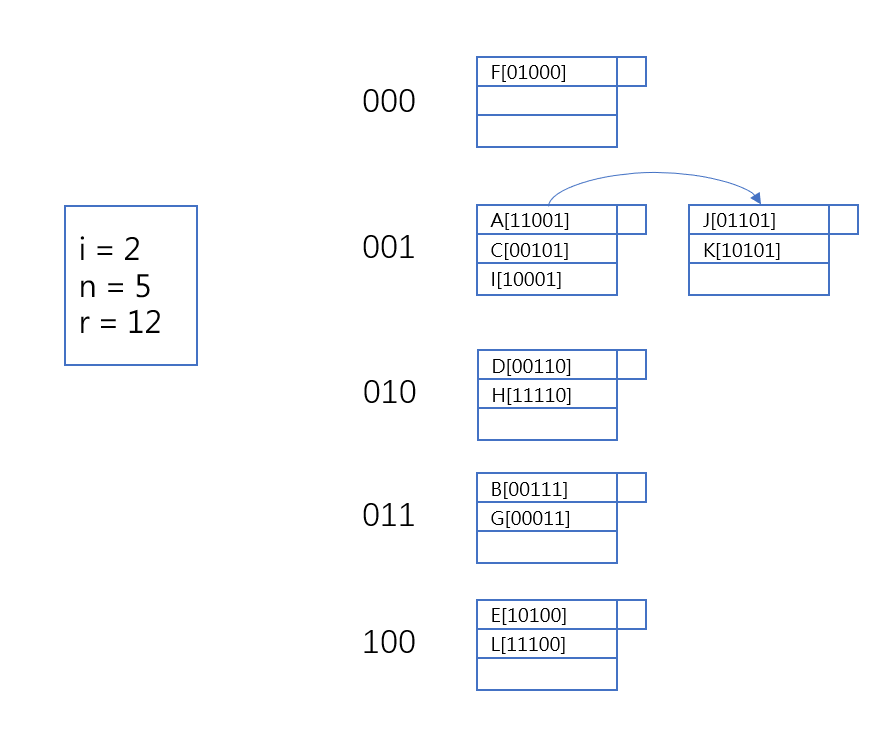 i = 2
n = 5
r = 12
000
F[01000]
001
A[11001]
C[00101]
I[10001]
J[01101]
K[10101]
010
D[00110]
H[11110]
011
B[00111]
G[00011]
100
E[10100]
L[11100]